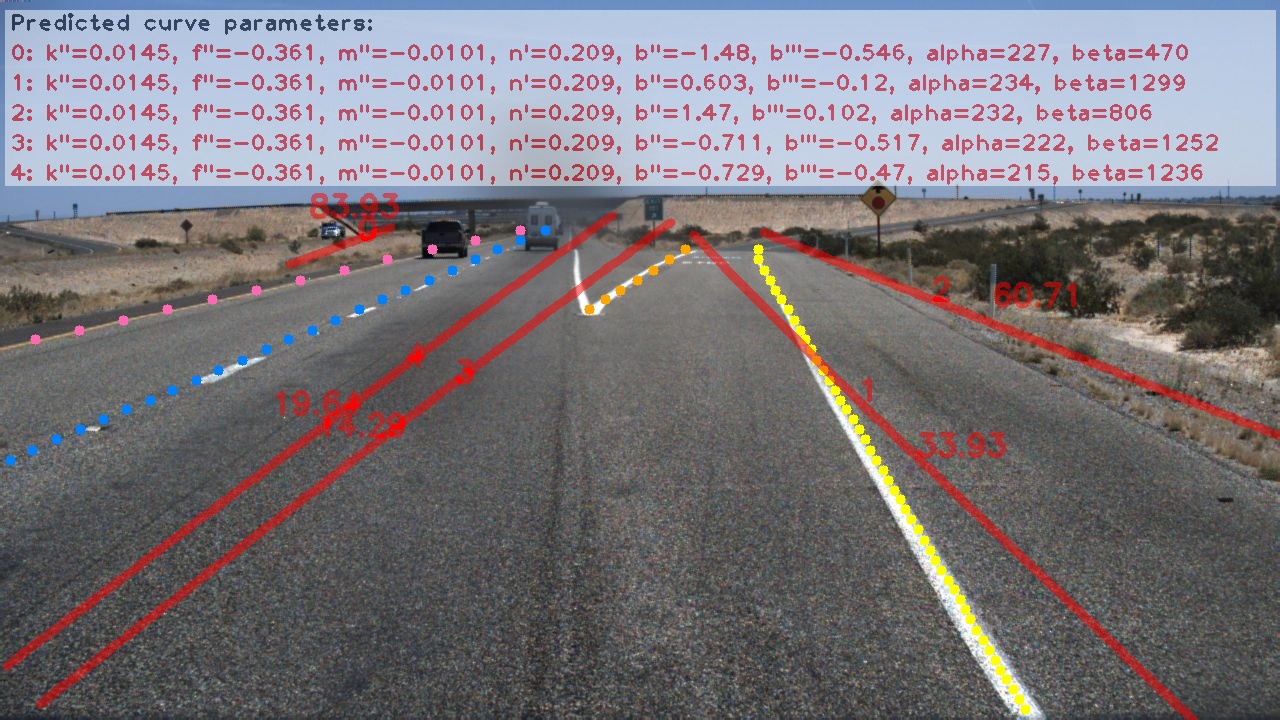 Predicted curve parameters:
0: k''=0.0145, f''=-0.361, m''=-0.0101, n'=0.209, b''=-1.48, b'''=-0.546, alpha=227, beta=470
1: k''=0.0145, f''=-0.361, m''=-0.0101, n'=0.209, b''=0.603, b'''=-0.12, alpha=234, beta=1299
2: k''=0.0145, f''=-0.361, m''=-0.0101, n'=0.209, b''=1.47, b'''=0.102, alpha=232, beta=806
3: k''=0.0145, f''=-0.361, m''=-0.0101, n'=0.209, b''=-0.711, b'''=-0.517, alpha=222, beta=1252
4: k''=0.0145, f''=-0.361, m''=-0.0101, n'=0.209, b''=-0.729, b'''=-0.47, alpha=215, beta=1236
83.93
0
2 60.71
4
3
1
19.64
14.29
33.93